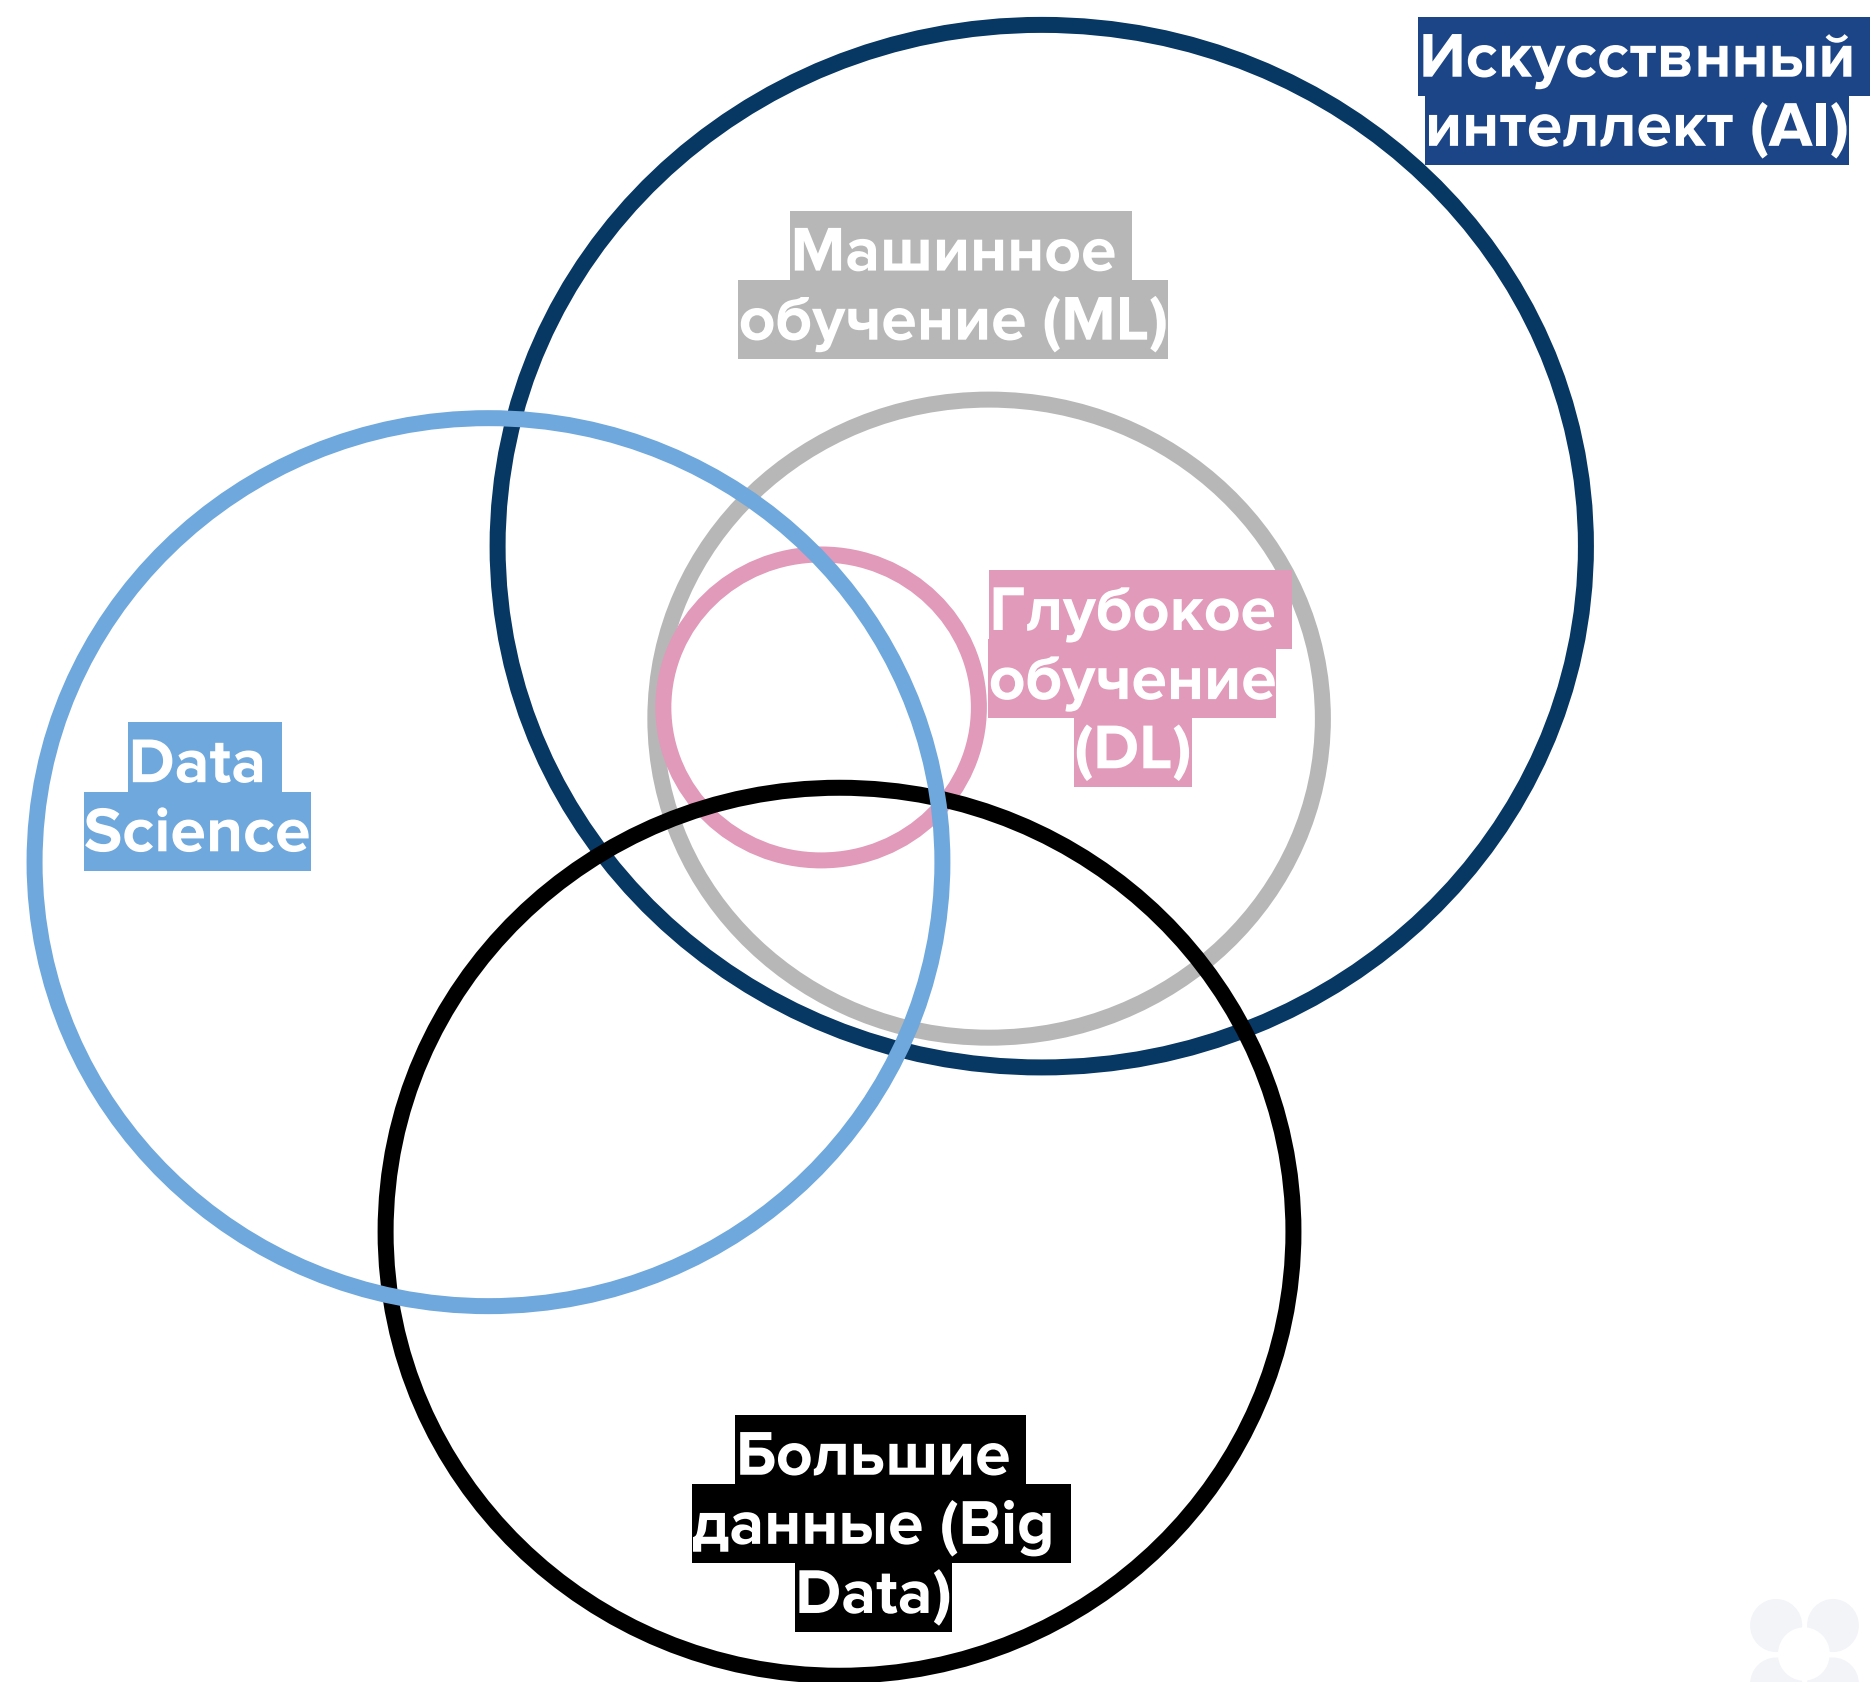 Искусствнный
интеллект (AI)
Машинное
обучение (ML)
Глубокое
обучение
(DL)
Data
Science
Большие
данные (Big
Data)